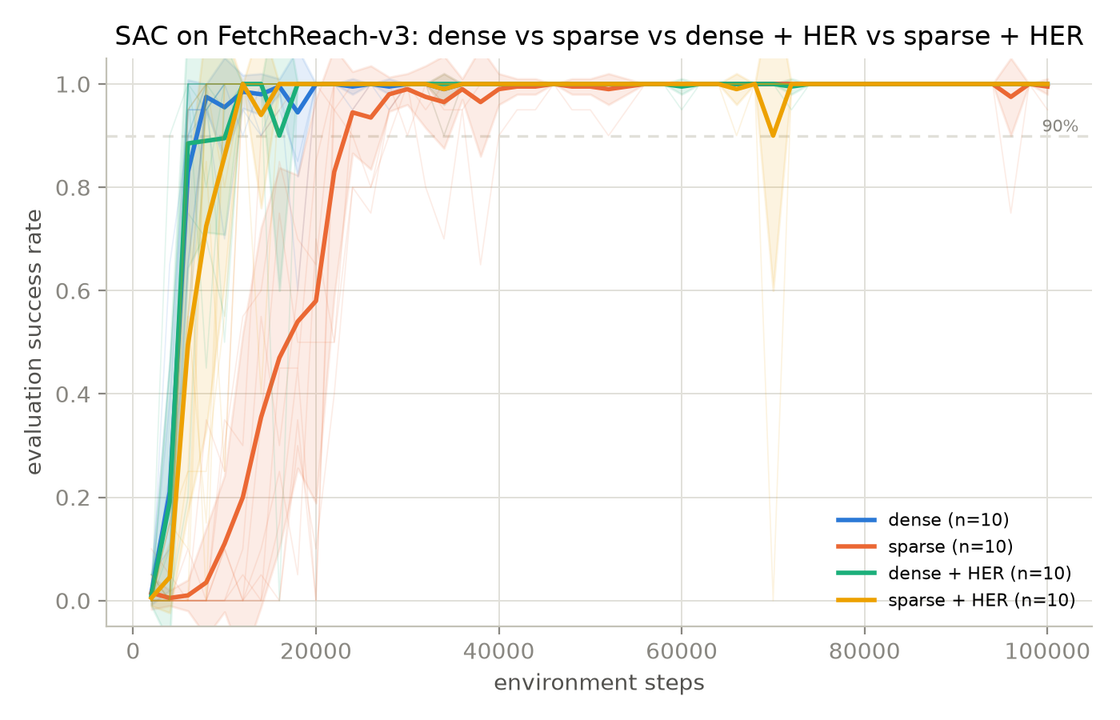 SAC on FetchReach-v3: dense vs sparse vs dense + HER vs sparse + HER
evaluation success rate
1.0
0.8
0.6
0.4
0.2
0.0
90%
dense (n=10)
sparse (n=10)
dense + HER (n=10)
sparse + HER (n=10)
0 20000 40000 60000 80000 100000
environment steps